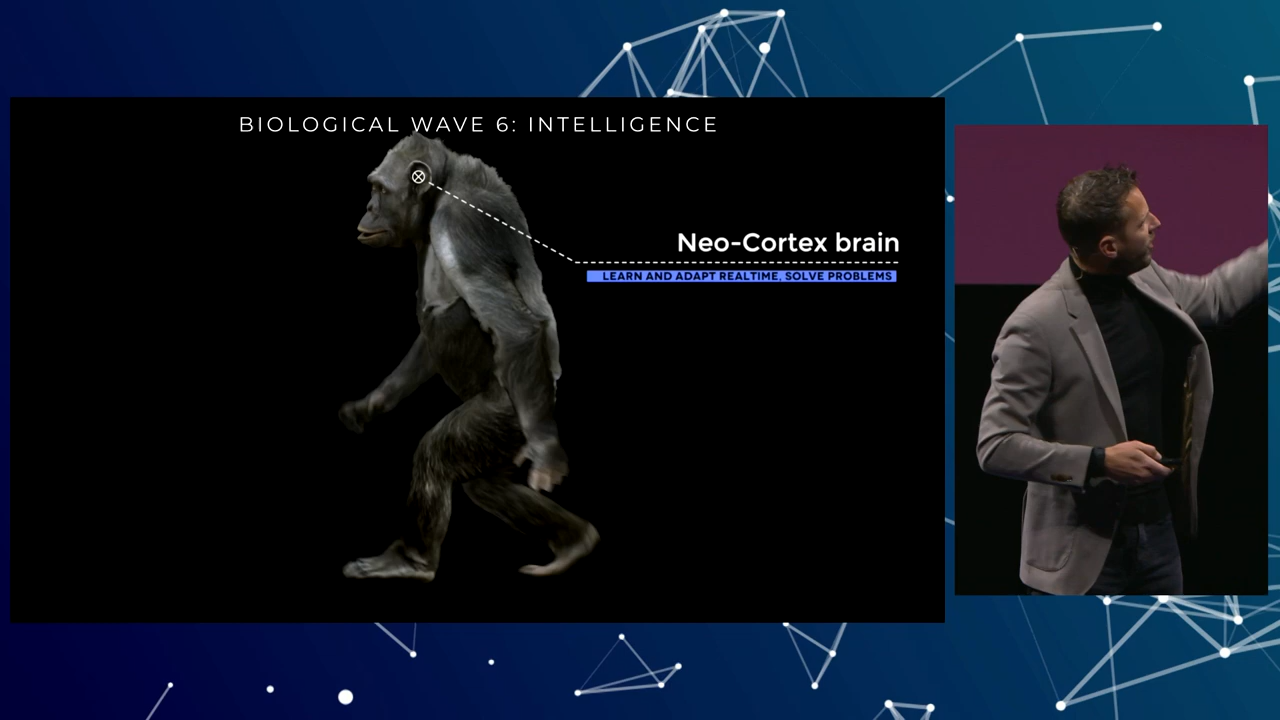 BIOLOGICAL WAVE 6: INTELLIGENCE
Neo-Cortex brain
LEARN AND ADAPT REALTIME, SOLVE PROBLEMS